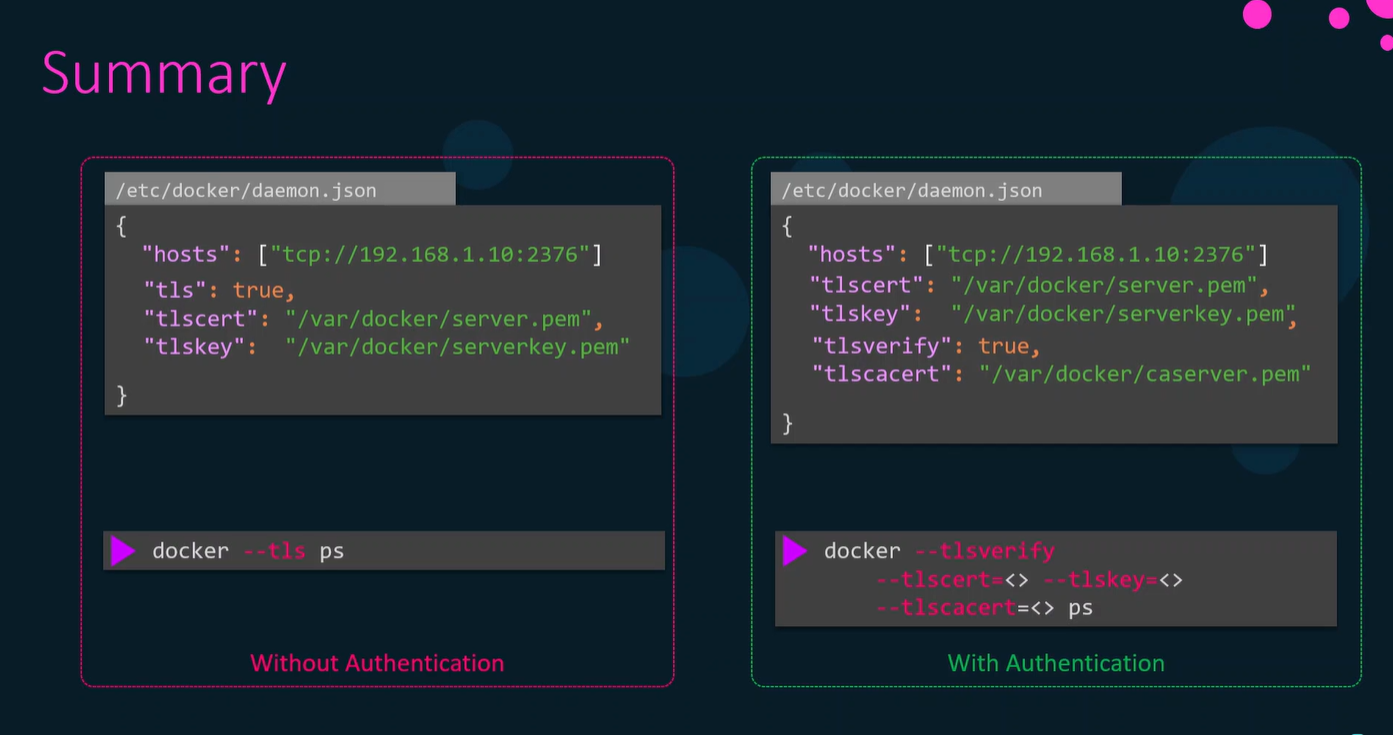 Summary
/etc/docker/daemon.json
{
"hosts": ["tcp://192.168.1.10:2376"]
"tls": true,
"tlscert": "/var/docker/server.pem",
"tlskey": "/var/docker/serverkey.pem"
}
docker --tls ps
Without Authentication
/etc/docker/daemon.json
{
"hosts": ["tcp://192.168.1.10:2376"]
"tlscert": "/var/docker/server.pem",
"tlskey": "/var/docker/serverkey.pem",
"tlsverify": true,
"tlscacert": "/var/docker/caserver.pem"
}
docker --tlsverify
--tlscert=<> --tlskey=<>
--tlscacert=<> ps
With Authentication